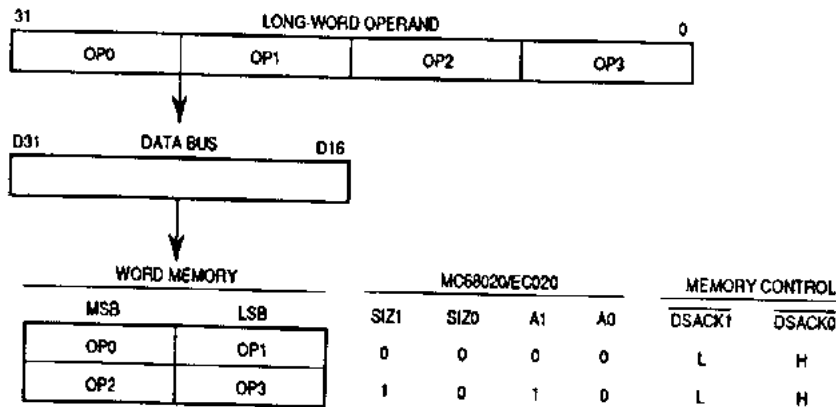 31 LONG-WORD OPERAND 0
OP0 OP1 OP2 OP3
D31 DATA BUS D16
WORD MEMORY MC68020/EC020 MEMORY CONTROL
MSB LSB SIZ1 SIZ0 A1 A0 DSACK1 DSACK0
OP0 OP1 0 0 0 0 L H
OP2 OP3 1 0 1 0 L H